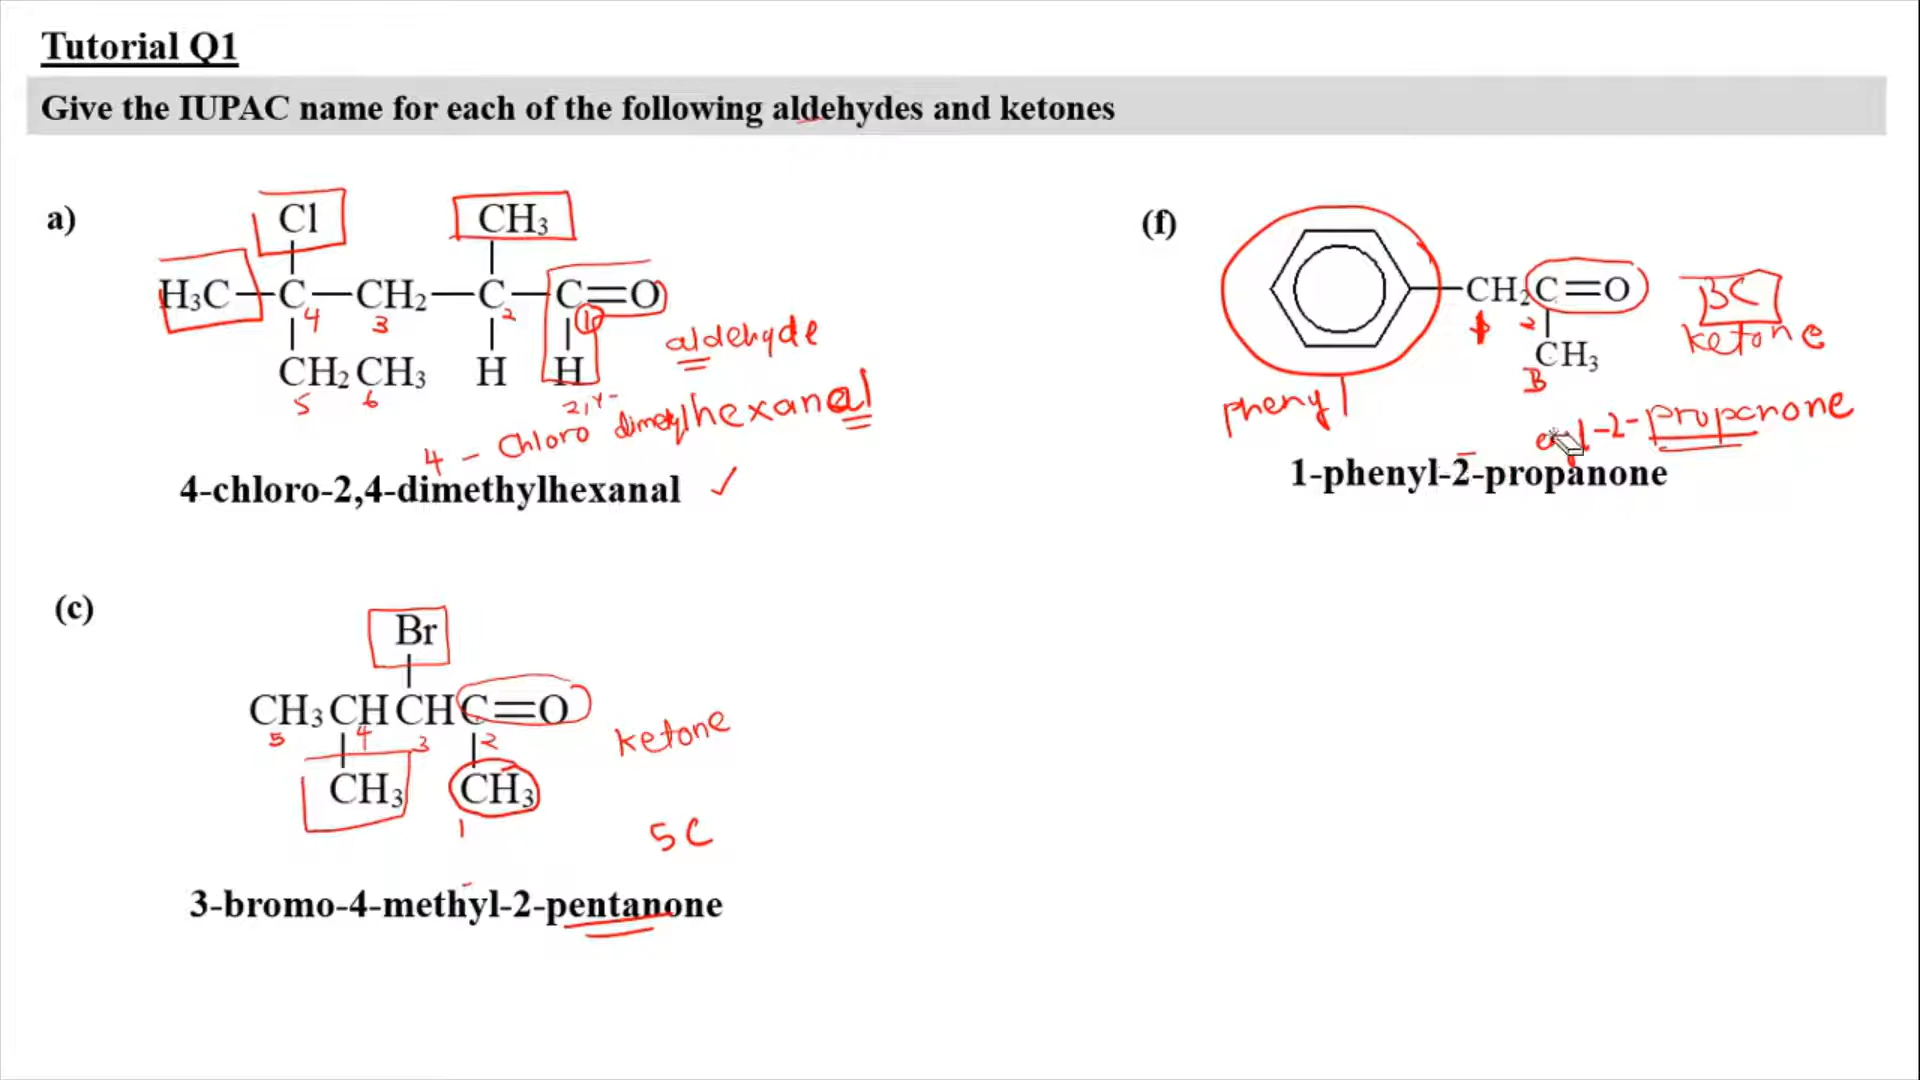 Tutorial Q1
Give the IUPAC name for each of the following aldehydes and ketones
a)
Cl
CH₃
H₃C—C—CH₂—C—C=O
4 3 2 1
CH₂CH₃ H H
5 6
aldehyde
2,4-
4 - Chloro dimethylhexanal
4-chloro-2,4-dimethylhexanal ✓
(f)
CH₂C=O
1 2
CH₃
3
3C
ketone
phenyl
-2-propanone
1-phenyl-2-propanone
(c)
Br
CH₃CHCHC=O
5 4 3 2
CH₃ CH₃
1
ketone
5C
3-bromo-4-methyl-2-pentanone